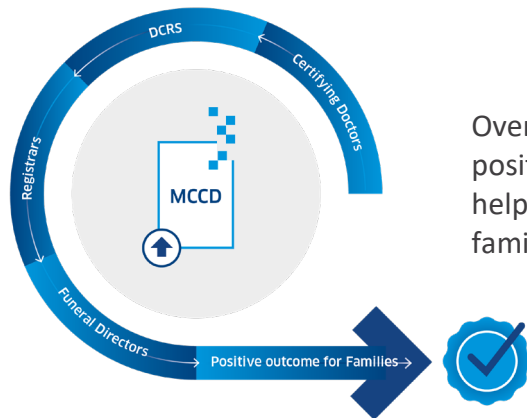 DCRS
Certifying Doctors
Registrars
MCCD
Funeral Directors
Positive outcome for Families
Over
posit
help
fami